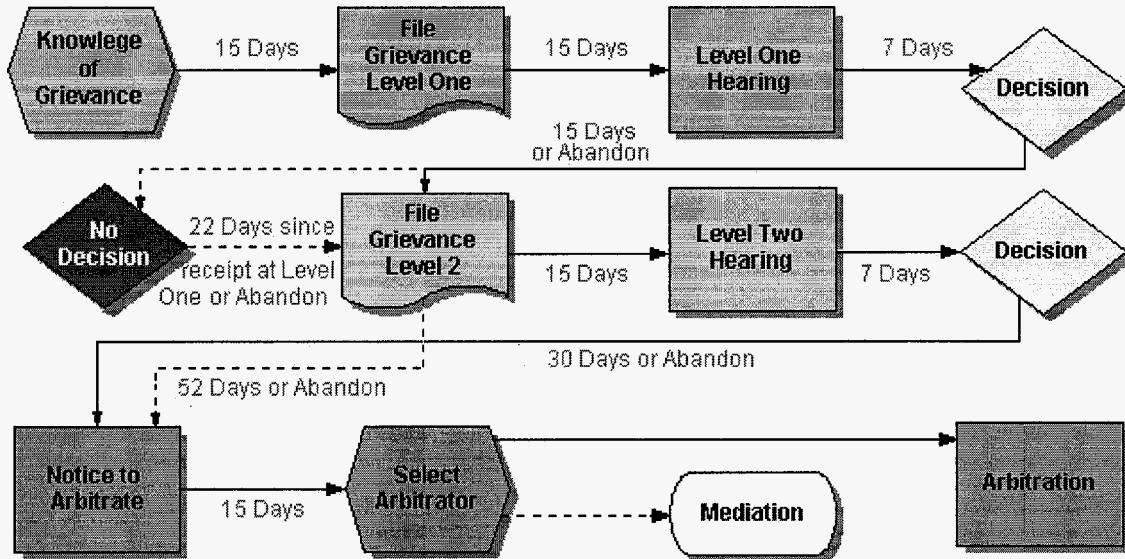 Knowlege
of
Grievance
15 Days
File
Grievance
Level One
15 Days
Level One
Hearing
7 Days
Decision
15 Days
or Abandon
No
Decision
22 Days since
receipt at Level
One or Abandon
File
Grievance
Level 2
15 Days
Level Two
Hearing
7 Days
Decision
30 Days or Abandon
52 Days or Abandon
Notice to
Arbitrate
15 Days
Select
Arbitrator
Mediation
Arbitration